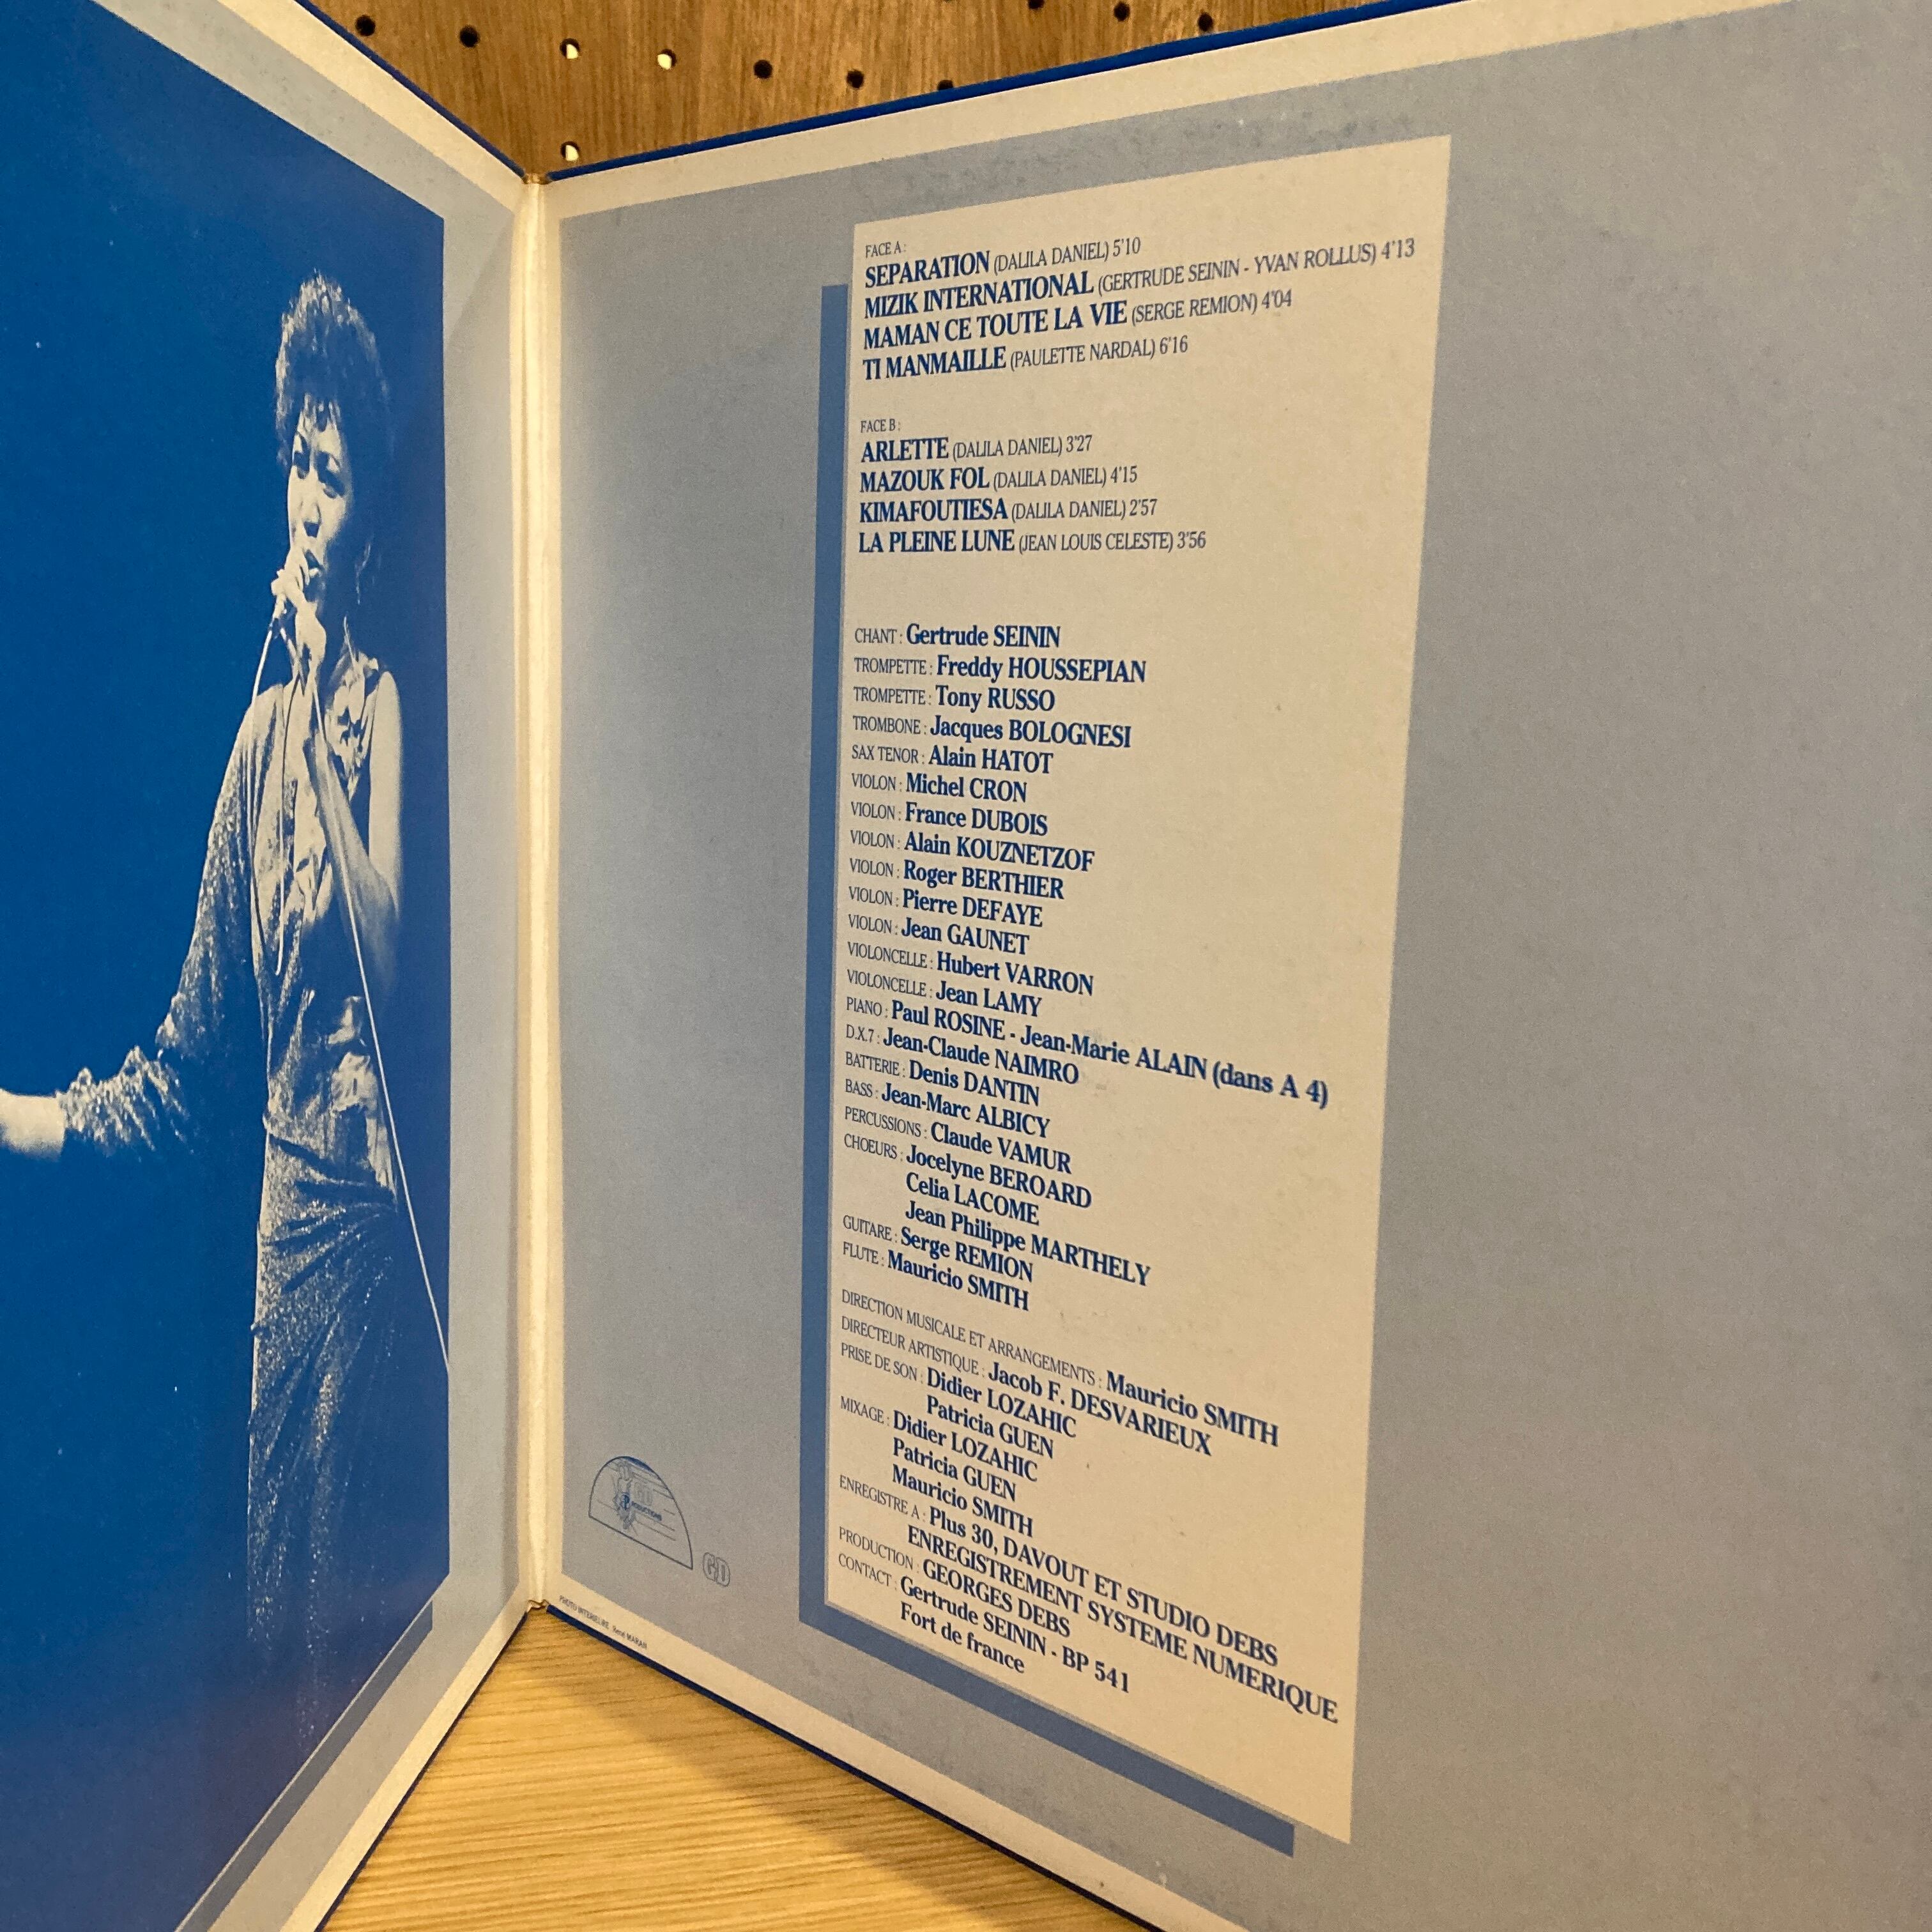 FACE A :
SEPARATION (DALILA DANIEL) 5'10
MIZIK INTERNATIONAL (GERTRUDE SEININ - YVAN ROLLUS) 4'13
MAMAN CE TOUTE LA VIE (SERGE REMION) 4'04
TI MANMAILLE (PAULETTE NARDAL) 6'16
FACE B :
ARLETTE (DALILA DANIEL) 3'27
MAZOUK FOL (DALILA DANIEL) 4'15
KIMAFOUTIESA (DALILA DANIEL) 2'57
LA PLEINE LUNE (JEAN LOUIS CELESTE) 3'56
CHANT : Gertrude SEININ
TROMPETTE : Freddy HOUSSEPIAN
TROMPETTE : Tony RUSSO
TROMBONE : Jacques BOLOGNESI
SAX TENOR : Alain HATOT
VIOLON : Michel CRON
VIOLON : France DUBOIS
VIOLON : Alain KOUZNETZOF
VIOLON : Roger BERTHIER
VIOLON : Pierre DEFAYE
VIOLON : Jean GAUNET
VIOLONCELLE : Hubert VARRON
VIOLONCELLE : Jean LAMY
PIANO : Paul ROSINE - Jean-Marie ALAIN (dans A 4)
D.X.7 : Jean-Claude NAIMRO
BATTERIE : Denis DANTIN
BASS : Jean-Marc ALBICY
PERCUSSIONS : Claude VAMUR
CHŒURS : Jocelyne BEROARD
Celia LACOME
Jean Philippe MARTHELY
GUITARE : Serge REMION
FLUTE : Mauricio SMITH
DIRECTION MUSICALE ET ARRANGEMENTS : Mauricio SMITH
DIRECTEUR ARTISTIQUE : Jacob F. DESVARIEUX
PRISE DE SON : Didier LOZAHIC
Patricia GUEN
MIXAGE : Didier LOZAHIC
Patricia GUEN
Mauricio SMITH
ENREGISTRE A : Plus 30, DAVOUT ET STUDIO DEBS
ENREGISTREMENT SYSTEME NUMERIQUE
PRODUCTION : GEORGES DEBS
CONTACT : Gertrude SEININ - BP 541
Fort de france
GD
PRODUCTIONS
GD
PHOTO INTERIEURE : René MARAN